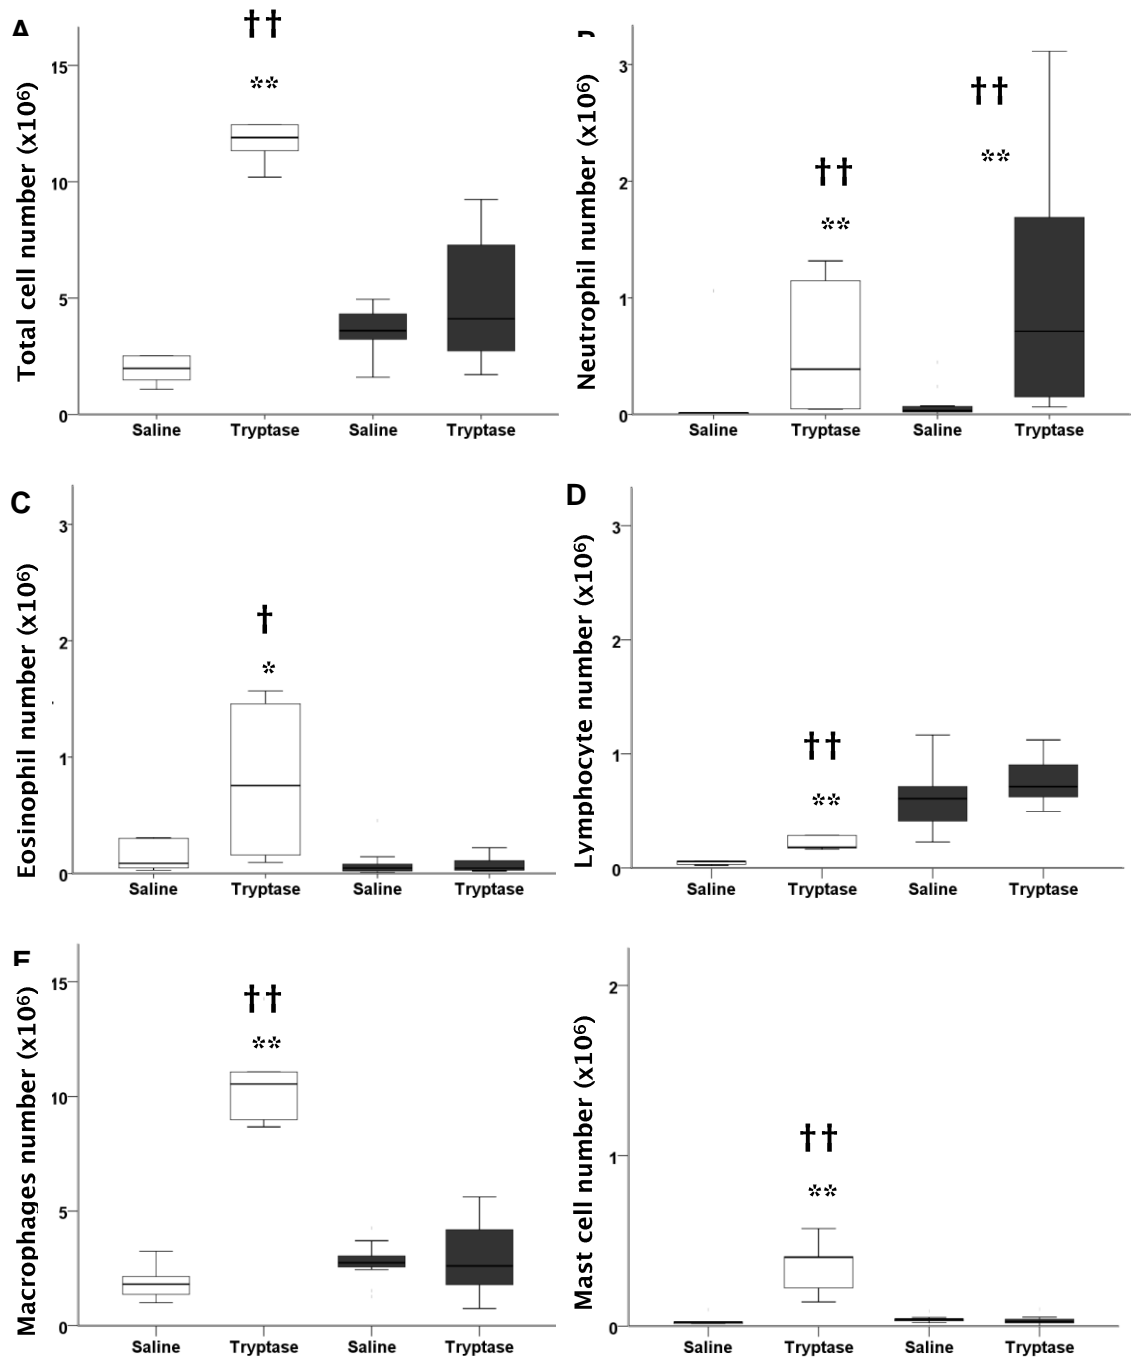 A
Total cell number (x10⁶)
15
10
5
0
††
**
Saline Tryptase Saline Tryptase
Neutrophil number (x10⁶)
3
2
1
0
††
**
††
**
Saline Tryptase Saline Tryptase
C
Eosinophil number (x10⁶)
3
2
1
0
†
*
Saline Tryptase Saline Tryptase
D
Lymphocyte number (x10⁶)
3
2
1
0
††
**
Saline Tryptase Saline Tryptase
Macrophages number (x10⁶)
15
10
5
0
††
**
Saline Tryptase Saline Tryptase
Mast cell number (x10⁶)
2
1
0
††
**
Saline Tryptase Saline Tryptase